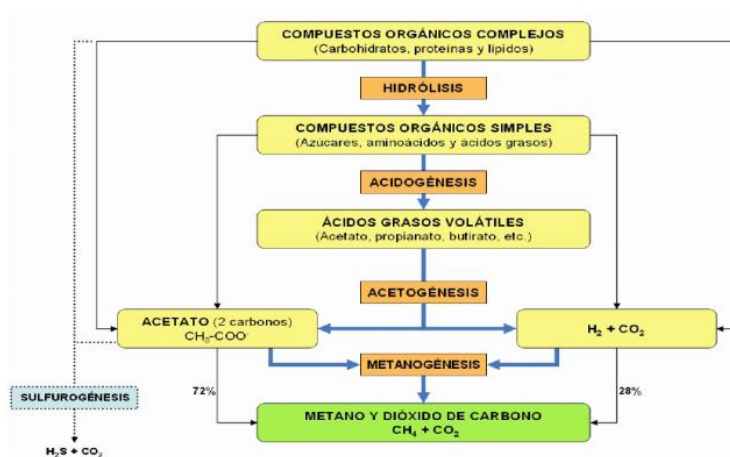 COMPUESTOS ORGÁNICOS COMPLEJOS
(Carbohidratos, proteínas y lípidos)
HIDRÓLISIS
COMPUESTOS ORGÁNICOS SIMPLES
(Azúcares, aminoácidos y ácidos grasos)
ACIDOGÉNESIS
ÁCIDOS GRASOS VOLÁTILES
(Acetato, propianato, butirato, etc.)
ACETOGÉNESIS
ACETATO (2 carbonos)
CH₃-COO⁻
H₂ + CO₂
METANOGÉNESIS
72%
28%
SULFUROGÉNESIS
METANO Y DIÓXIDO DE CARBONO
CH₄ + CO₂
H₂S + CO₂